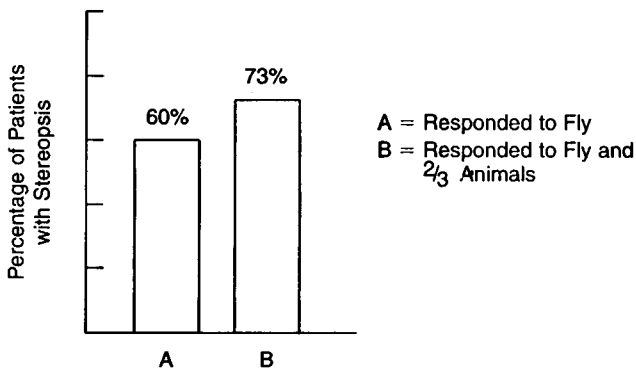 Percentage of Patients
with Stereopsis
60%
73%
A
B
A = Responded to Fly
B = Responded to Fly and
2/3 Animals